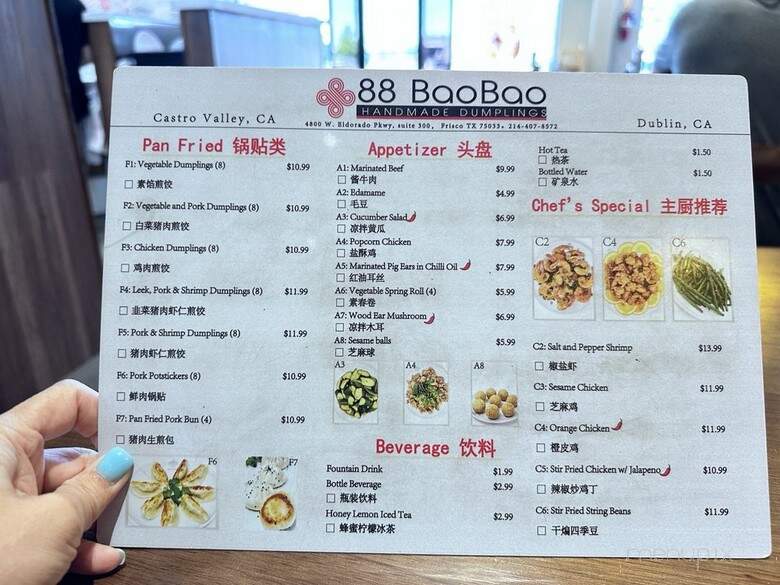 88 BaoBao
HANDMADE DUMPLINGS
Castro Valley, CA
4800 W. Eldorado Pkwy, suite 300, Frisco TX 75033, 214-407-8572
Dublin, CA
Pan Fried 锅贴类
F1: Vegetable Dumplings (8) $10.99
素馅煎饺
F2: Vegetable and Pork Dumplings (8) $10.99
白菜猪肉煎饺
F3: Chicken Dumplings (8) $10.99
鸡肉煎饺
F4: Leek, Pork & Shrimp Dumplings (8) $11.99
韭菜猪肉虾仁煎饺
F5: Pork & Shrimp Dumplings (8) $11.99
猪肉虾仁煎饺
F6: Pork Potstickers (8) $10.99
鲜肉锅贴
F7: Pan Fried Pork Bun (4) $10.99
猪肉生煎包
F6 F7
Appetizer 头盘
A1: Marinated Beef $9.99
酱牛肉
A2: Edamame $4.99
毛豆
A3: Cucumber Salad $6.99
凉拌黄瓜
A4: Popcorn Chicken $7.99
盐酥鸡
A5: Marinated Pig Ears in Chilli Oil $7.99
红油耳丝
A6: Vegetable Spring Roll (4) $5.99
素春卷
A7: Wood Ear Mushroom $6.99
凉拌木耳
A8: Sesame balls $5.99
芝麻球
A3 A4 A8
Beverage 饮料
Fountain Drink $1.99
Bottle Beverage $2.99
瓶装饮料
Honey Lemon Iced Tea $2.99
蜂蜜柠檬冰茶
Hot Tea $1.50
热茶
Bottled Water $1.50
矿泉水
Chef's Special 主厨推荐
C2 C4 C6
C2: Salt and Pepper Shrimp $13.99
椒盐虾
C3: Sesame Chicken $11.99
芝麻鸡
C4: Orange Chicken $11.99
橙皮鸡
C5: Stir Fried Chicken w/ Jalapeno $10.99
辣椒炒鸡丁
C6: Stir Fried String Beans $11.99
干煸四季豆
menupix